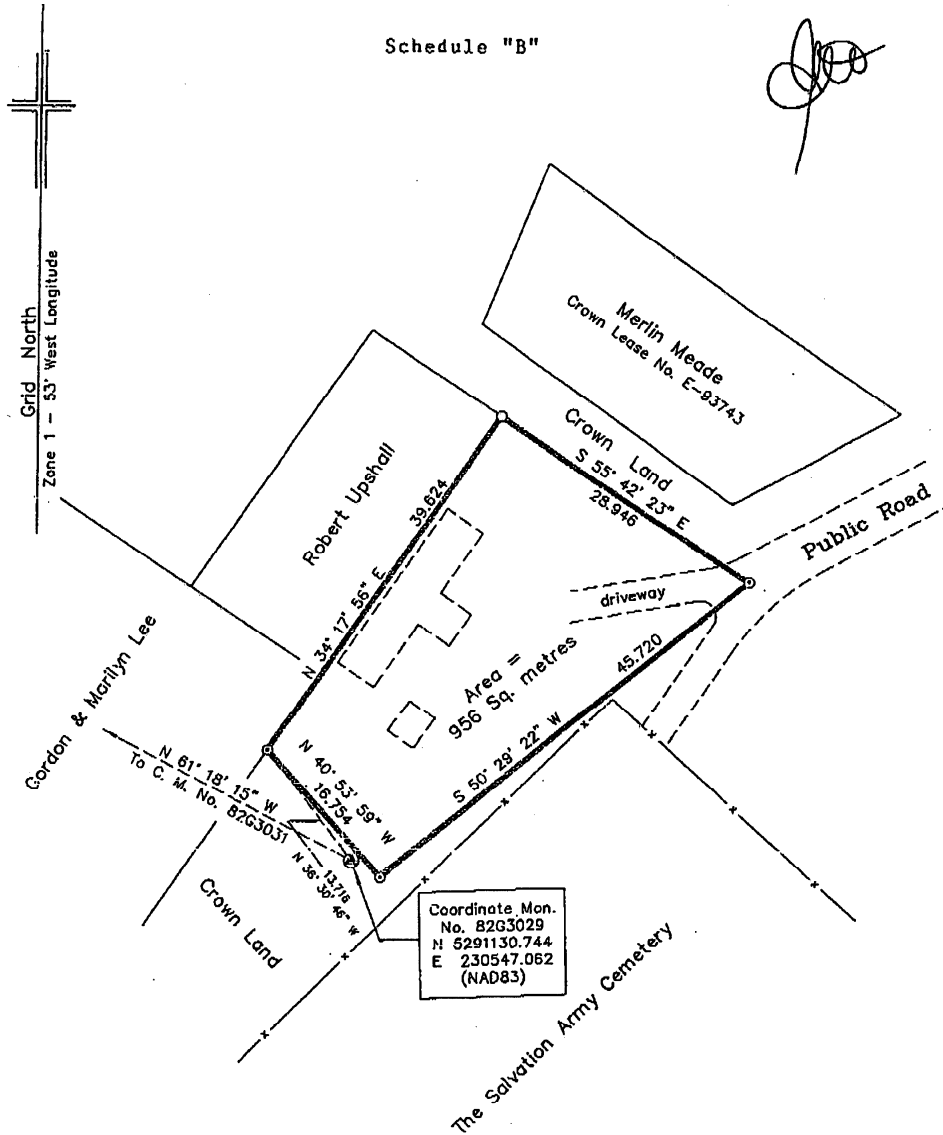 Schedule "B"
Grid North
Zone 1 - 53° West Longitude
Merlin Meade
Crown Lease No. E-93743
Crown Land
S 55° 42' 23" E
28.946
Robert Upshall
39.624
N 34° 17' 56" E
Public Road
driveway
Area =
956 Sq. metres
45.720
S 50° 29' 22" W
Gordon & Marilyn Lee
N 61° 18' 15" W
To C. M. No. 82G3031
N 40° 53' 59" W
16.754
13.716
N 36° 30' 46" W
Crown Land
Coordinate Mon.
No. 82G3029
N 5291130.744
E 230547.062
(NAD83)
The Salvation Army Cemetery